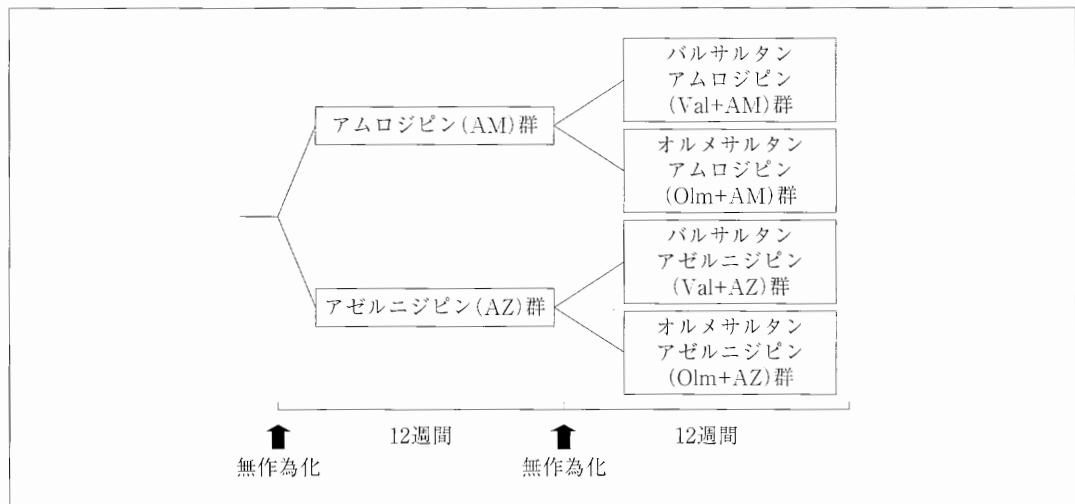 バルサルタン
アムロジピン
(Val+AM)群
アムロジピン(AM)群
オルメサルタン
アムロジピン
(Olm+AM)群
バルサルタン
アゼルニジピン
(Val+AZ)群
アゼルニジピン(AZ)群
オルメサルタン
アゼルニジピン
(Olm+AZ)群
12週間
12週間
無作為化
無作為化